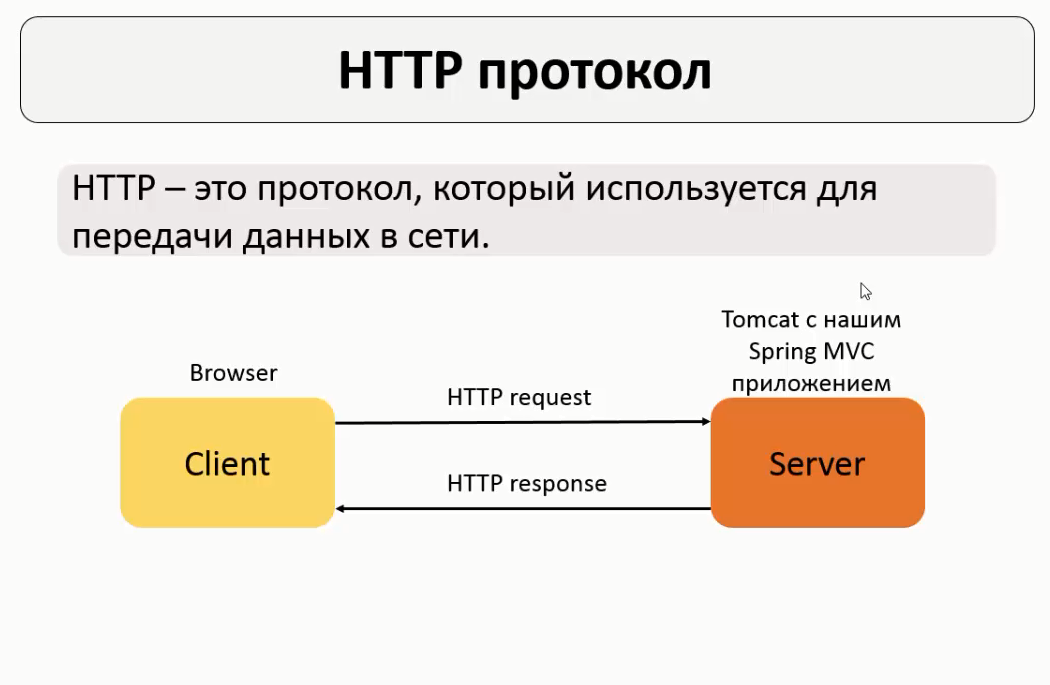 HTTP протокол
HTTP – это протокол, который используется для
передачи данных в сети.
Tomcat с нашим
Spring MVC
приложением
Browser
HTTP request
Client
Server
HTTP response